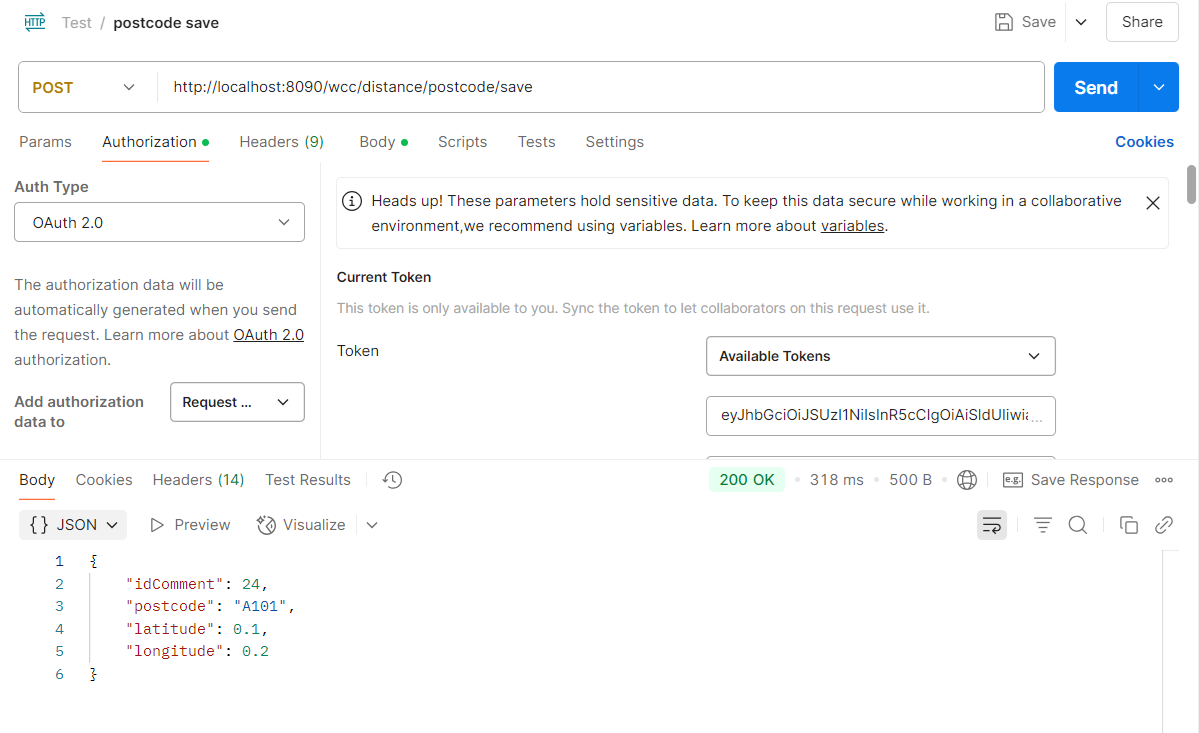 HTTP Test / postcode save Save Share
POST http://localhost:8090/wcc/distance/postcode/save Send
Params Authorization Headers (9) Body Scripts Tests Settings Cookies
Auth Type
OAuth 2.0
The authorization data will be
automatically generated when you send
the request. Learn more about OAuth 2.0
authorization.
Add authorization
data to
Request ...
Heads up! These parameters hold sensitive data. To keep this data secure while working in a collaborative
environment,we recommend using variables. Learn more about variables.
Current Token
This token is only available to you. Sync the token to let collaborators on this request use it.
Token
Available Tokens
eyJhbGciOiJSUzI1NiIsInR5cCIgOiAiSldUIiwia...
Body Cookies Headers (14) Test Results 200 OK 318 ms 500 B e.g. Save Response
{} JSON Preview Visualize
1 {
2 "idComment": 24,
3 "postcode": "A101",
4 "latitude": 0.1,
5 "longitude": 0.2
6 }